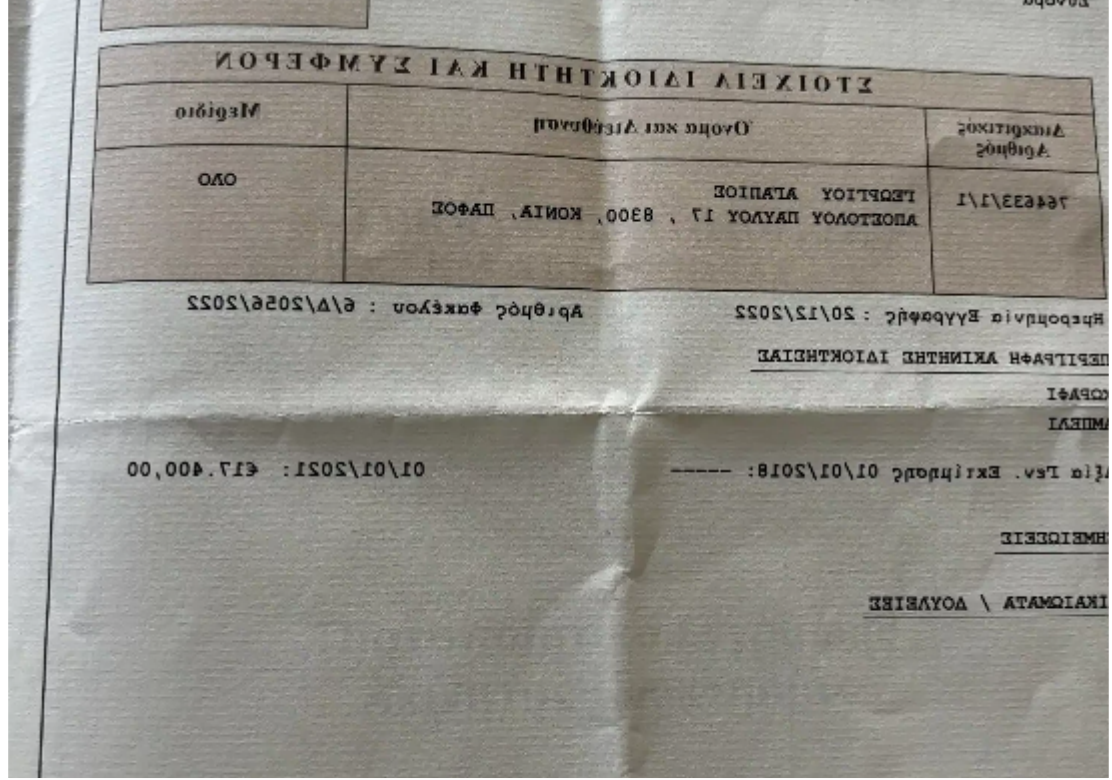 Σύνορα
ΣΤΟΙΧΕΙΑ ΙΔΙΟΚΤΗΤΗ ΚΑΙ ΣΥΜΦΕΡΟΝ
Διακριτικός Αριθμός
Όνομα και Διεύθυνση
Μερίδιο
764633/1/1
ΓΕΩΡΓΙΟΥ ΑΓΑΠΙΟΣ
ΑΠΟΣΤΟΛΟΥ ΠΑΥΛΟΥ 17 , 8300, ΚΟΝΙΑ, ΠΑΦΟΣ
ΟΛΟ
Ημερομηνία Εγγραφής : 20/12/2022 Αριθμός Φακέλου : 6/Δ/2056/2022
ΠΕΡΙΓΡΑΦΗ ΑΚΙΝΗΤΗΣ ΙΔΙΟΚΤΗΣΙΑΣ
ΧΩΡΑΦΙ
ΑΜΠΕΛΙ
Αξία Γεν. Εκτίμησης 01/01/2018: ----- 01/01/2021: €17.400,00
ΣΗΜΕΙΩΣΕΙΣ
ΔΙΚΑΙΩΜΑΤΑ / ΔΟΥΛΕΙΕΣ